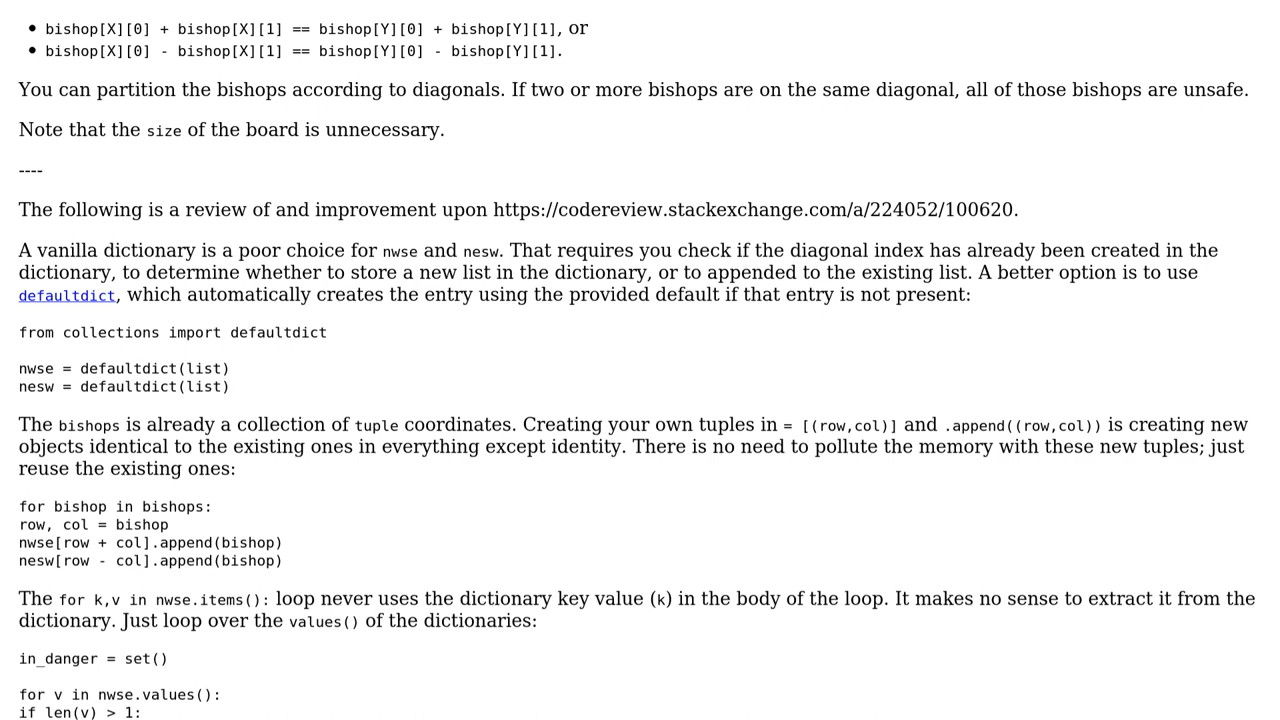 • bishop[X][0] + bishop[X][1] == bishop[Y][0] + bishop[Y][1], or
• bishop[X][0] - bishop[X][1] == bishop[Y][0] - bishop[Y][1].
You can partition the bishops according to diagonals. If two or more bishops are on the same diagonal, all of those bishops are unsafe.
Note that the size of the board is unnecessary.
----
The following is a review of and improvement upon https://codereview.stackexchange.com/a/224052/100620.
A vanilla dictionary is a poor choice for nwse and nesw. That requires you check if the diagonal index has already been created in the
dictionary, to determine whether to store a new list in the dictionary, or to appended to the existing list. A better option is to use
defaultdict, which automatically creates the entry using the provided default if that entry is not present:
from collections import defaultdict
nwse = defaultdict(list)
nesw = defaultdict(list)
The bishops is already a collection of tuple coordinates. Creating your own tuples in = [(row,col)] and .append((row,col)) is creating new
objects identical to the existing ones in everything except identity. There is no need to pollute the memory with these new tuples; just
reuse the existing ones:
for bishop in bishops:
row, col = bishop
nwse[row + col].append(bishop)
nesw[row - col].append(bishop)
The for k,v in nwse.items(): loop never uses the dictionary key value (k) in the body of the loop. It makes no sense to extract it from the
dictionary. Just loop over the values() of the dictionaries:
in_danger = set()
for v in nwse.values():
if len(v) > 1: